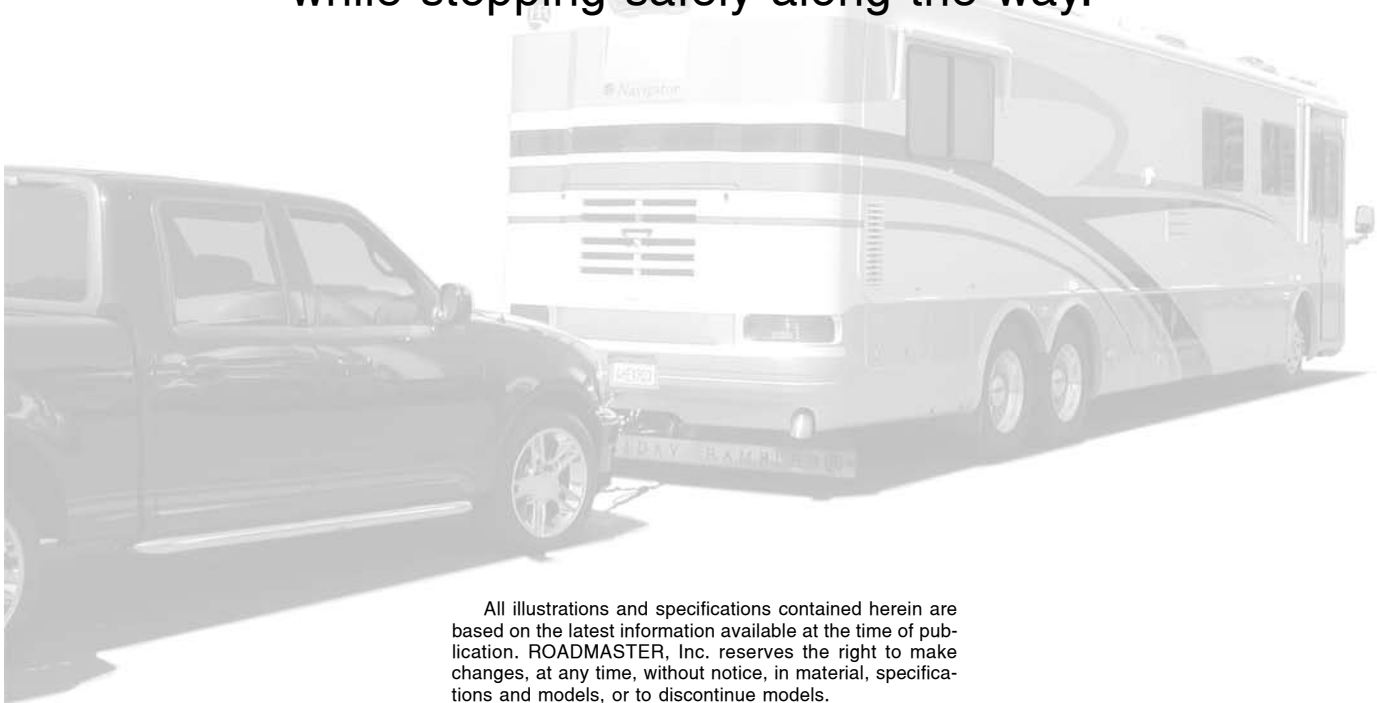 while stopping safely along the way.
Navigator
All illustrations and specifications contained herein are
based on the latest information available at the time of pub-
lication. ROADMASTER, Inc. reserves the right to make
changes, at any time, without notice, in material, specifica-
tions and models, or to discontinue models.